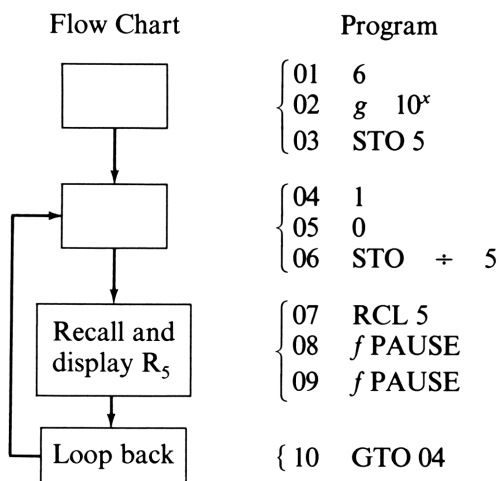 Flow Chart
Program
01 6
02 g 10ˣ
03 STO 5
04 1
05 0
06 STO ÷ 5
Recall and
display R₅
07 RCL 5
08 f PAUSE
09 f PAUSE
Loop back
10 GTO 04